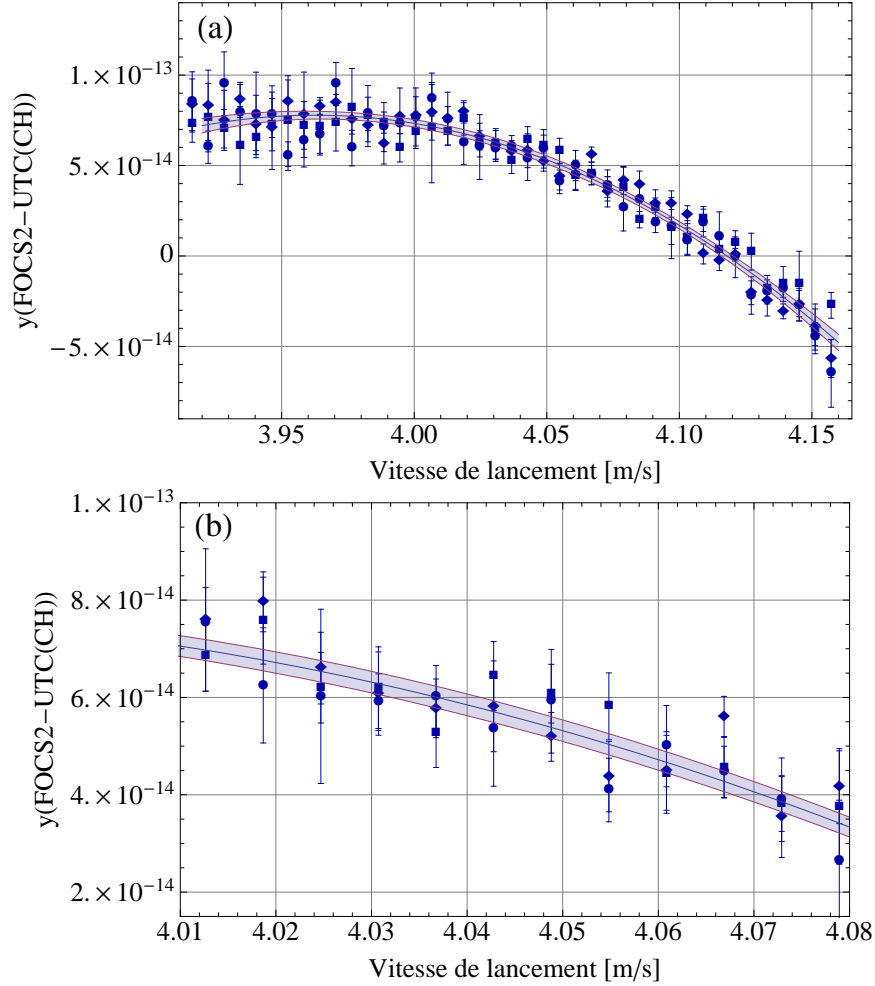 (a)
1.×10−13
5.×10−14
0
−5.×10−14
y(FOCS2−UTC(CH))
3.95 4.00 4.05 4.10 4.15
Vitesse de lancement [m/s]
(b)
1.×10−13
8.×10−14
6.×10−14
4.×10−14
2.×10−14
y(FOCS2−UTC(CH))
4.01 4.02 4.03 4.04 4.05 4.06 4.07 4.08
Vitesse de lancement [m/s]